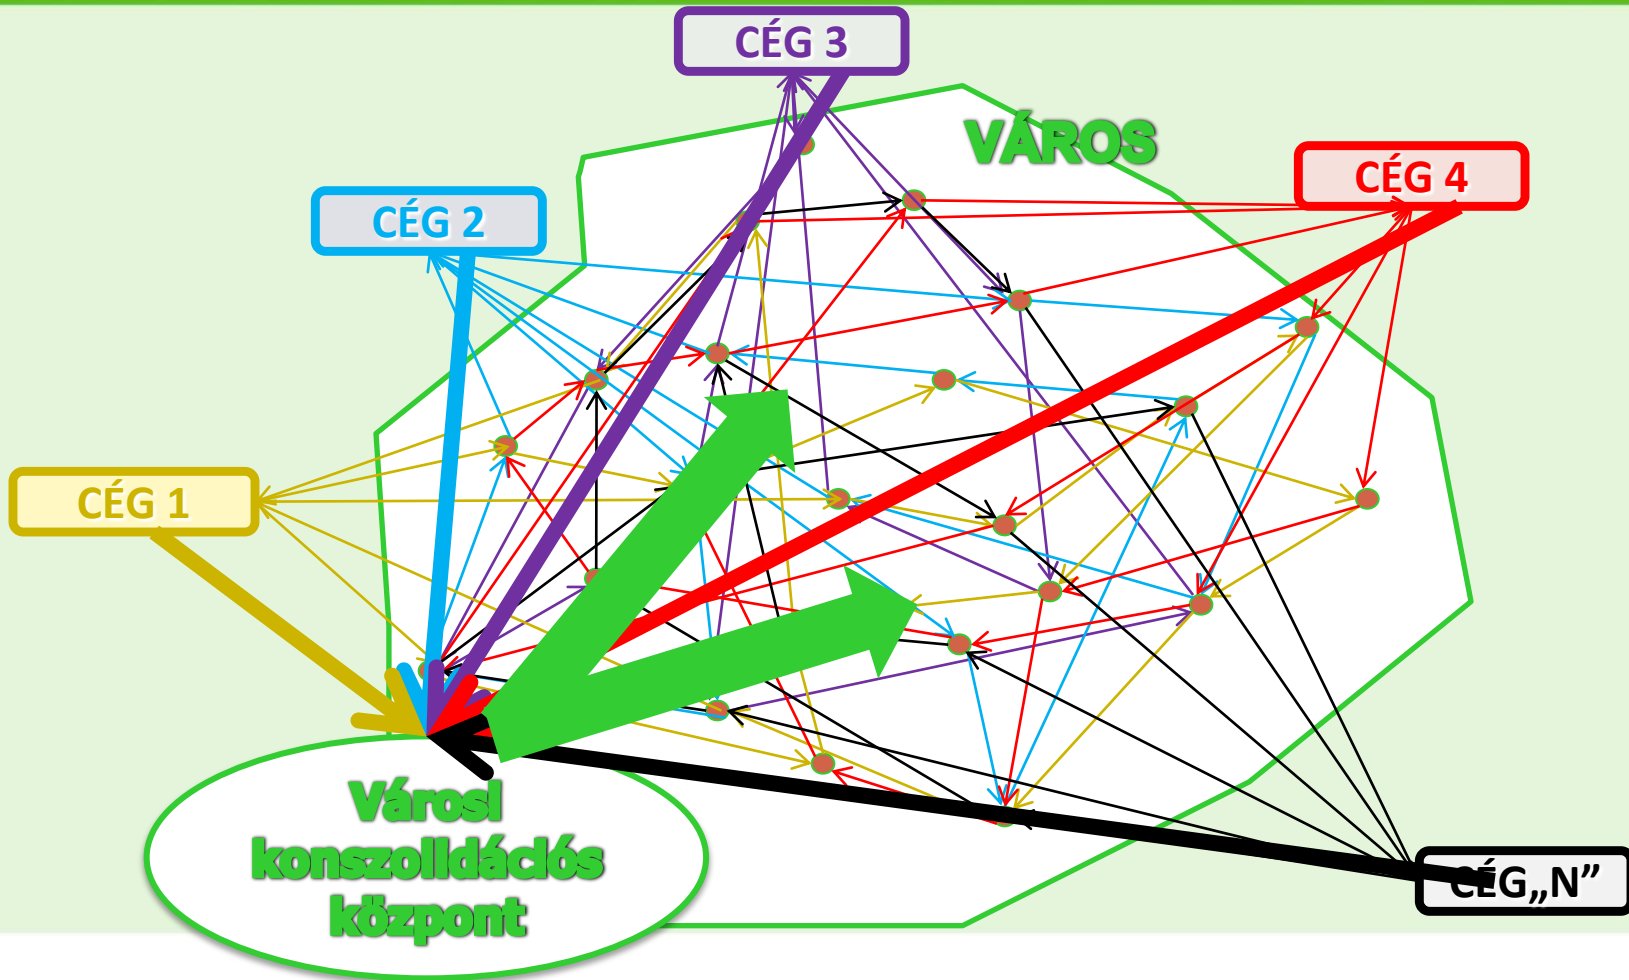 CÉG 3
VÁROS
CÉG 4
CÉG 2
CÉG 1
Városi
konszolidációs
központ
CÉG„N”